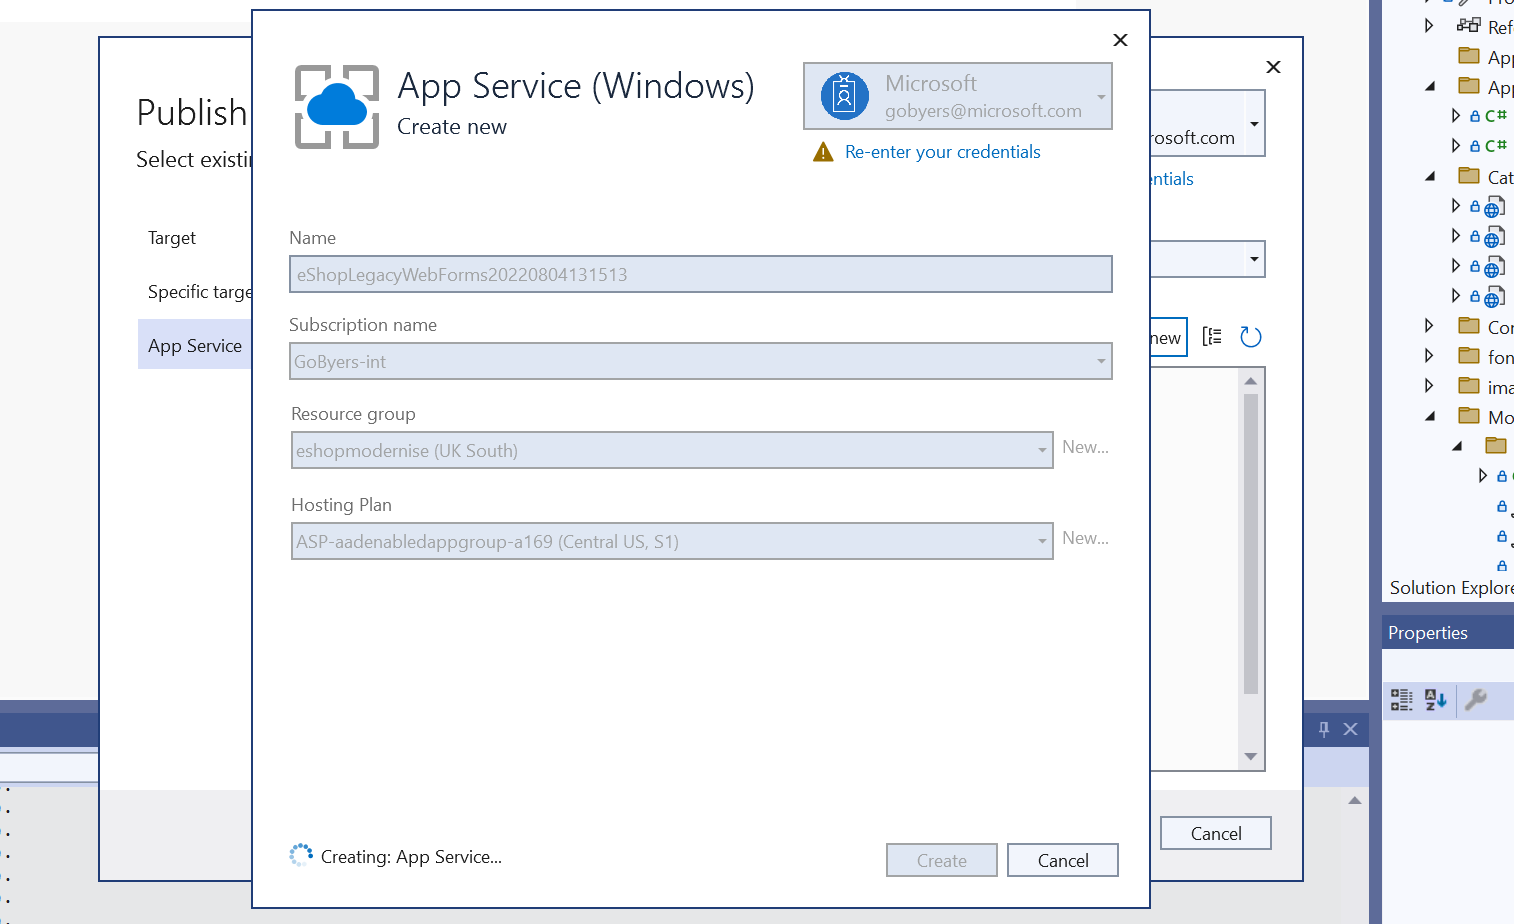 App Service (Windows)
Create new
Microsoft
gobyers@microsoft.com
Re-enter your credentials
Name
eShopLegacyWebForms20220804131513
Subscription name
GoByers-int
Resource group
eshopmodernise (UK South)
New...
Hosting Plan
ASP-aadenabledappgroup-a169 (Central US, S1)
New...
Creating: App Service...
Create
Cancel
Publish
Select existi
Target
Specific targe
App Service
rosoft.com
entials
new
Cancel
Ref
App
App
C#
C#
Cat
Con
fon
ima
Mo
Solution Explore
Properties